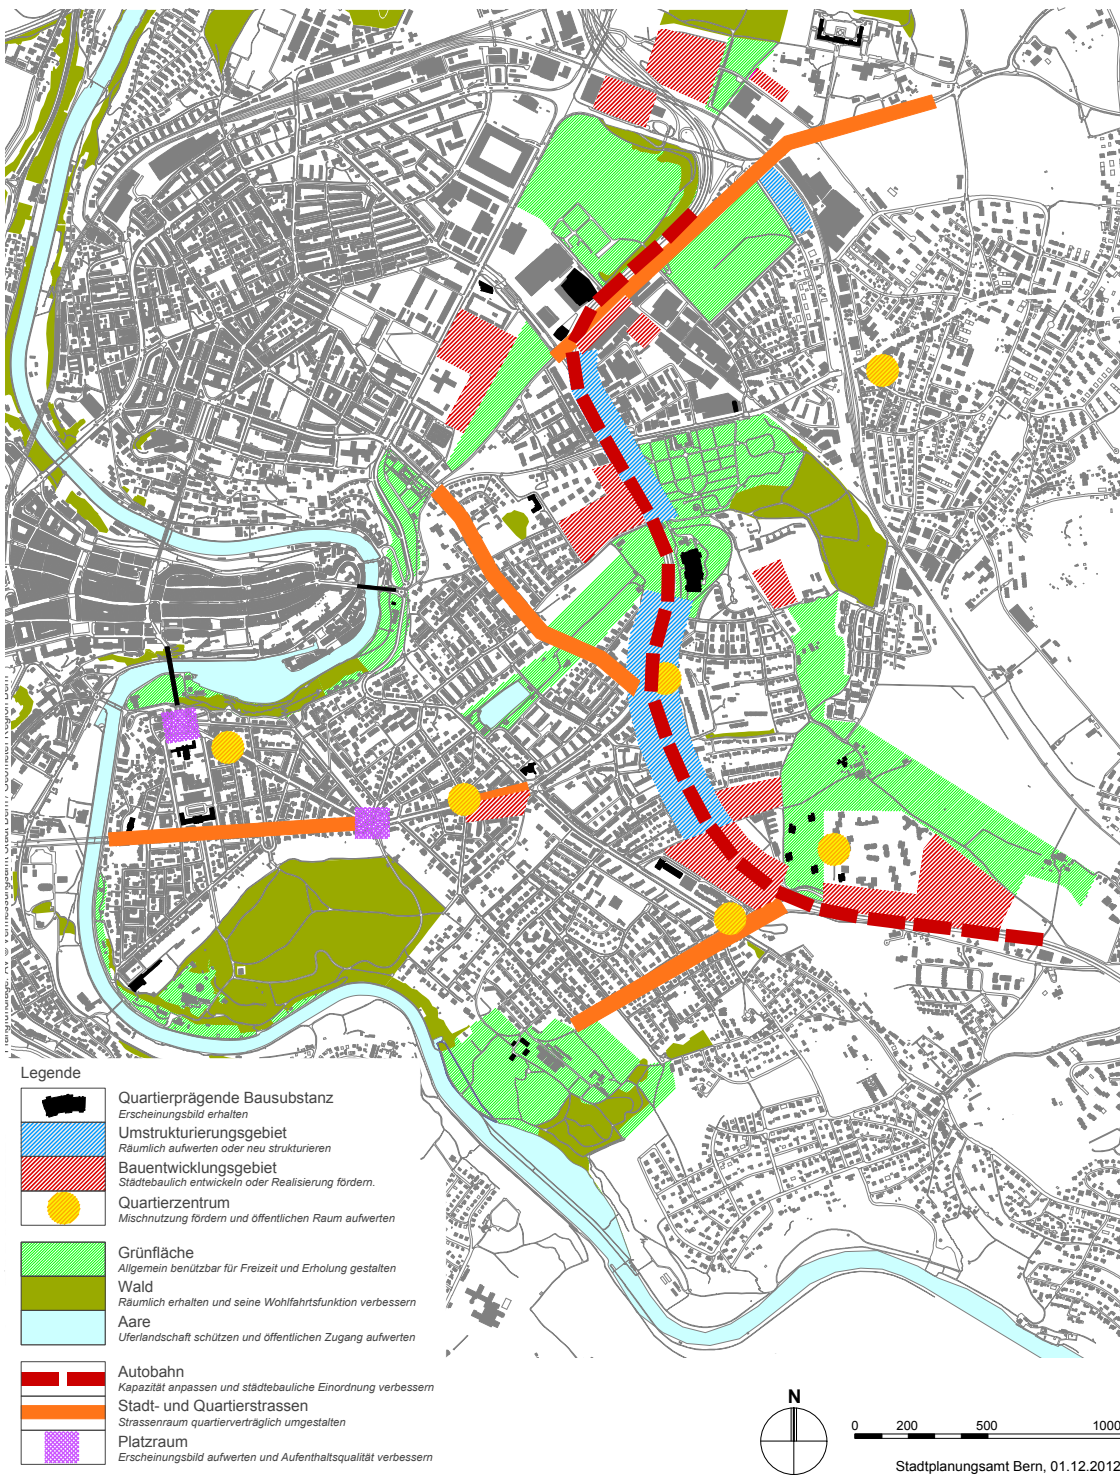 Legende
Quartierprägende Bausubstanz
Erscheinungsbild erhalten
Umstrukturierungsgebiet
Räumlich aufwerten oder neu strukturieren
Bauentwicklungsgebiet
Städtebaulich entwickeln oder Realisierung fördern.
Quartierzentrum
Mischnutzung fördern und öffentlichen Raum aufwerten
Grünfläche
Allgemein benützbar für Freizeit und Erholung gestalten
Wald
Räumlich erhalten und seine Wohlfahrtsfunktion verbessern
Aare
Uferlandschaft schützen und öffentlichen Zugang aufwerten
Autobahn
Kapazität anpassen und städtebauliche Einordnung verbessern
Stadt- und Quartierstrassen
Strassenraum quartierverträglich umgestalten
Platzraum
Erscheinungsbild aufwerten und Aufenthaltsqualität verbessern
N
0 200 500 1000
Stadtplanungsamt Bern, 01.12.2012